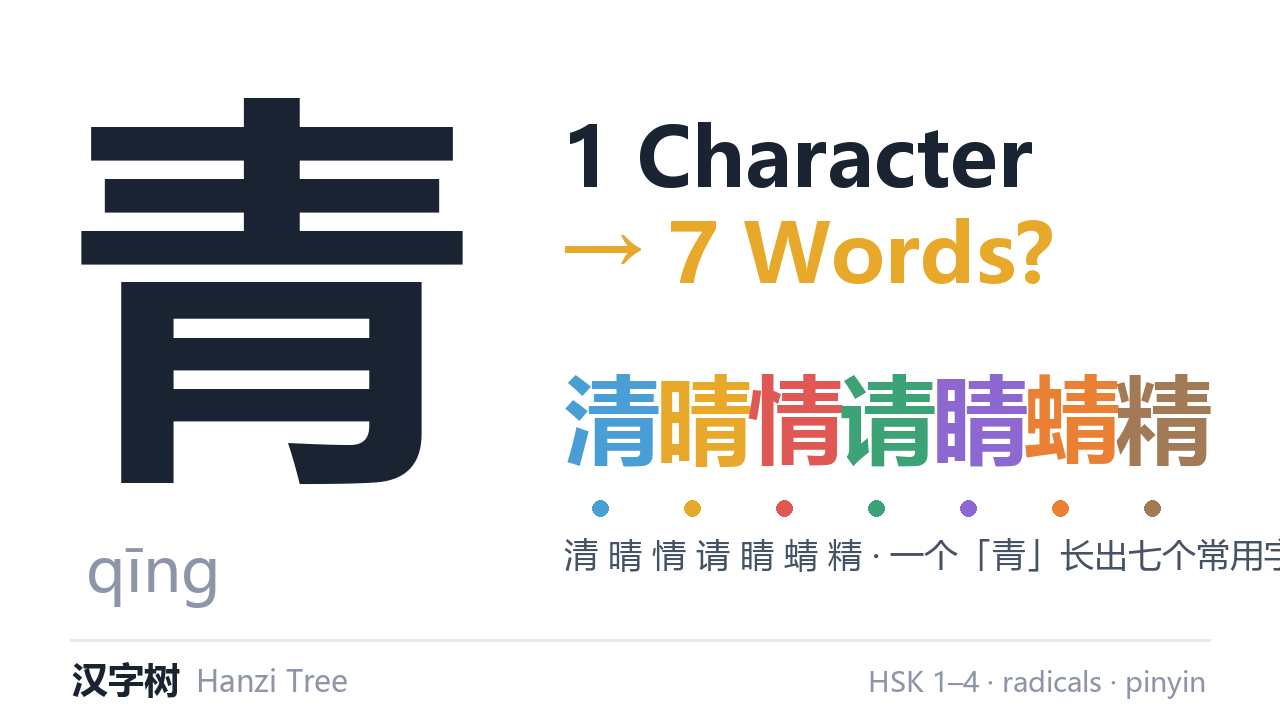 青
qīng
1 Character
→ 7 Words?
清晴情请睛蜻精
清 晴 情 请 睛 蜻 精 · 一个「青」长出七个常用字
汉字树 Hanzi Tree
HSK 1–4 · radicals · pinyin